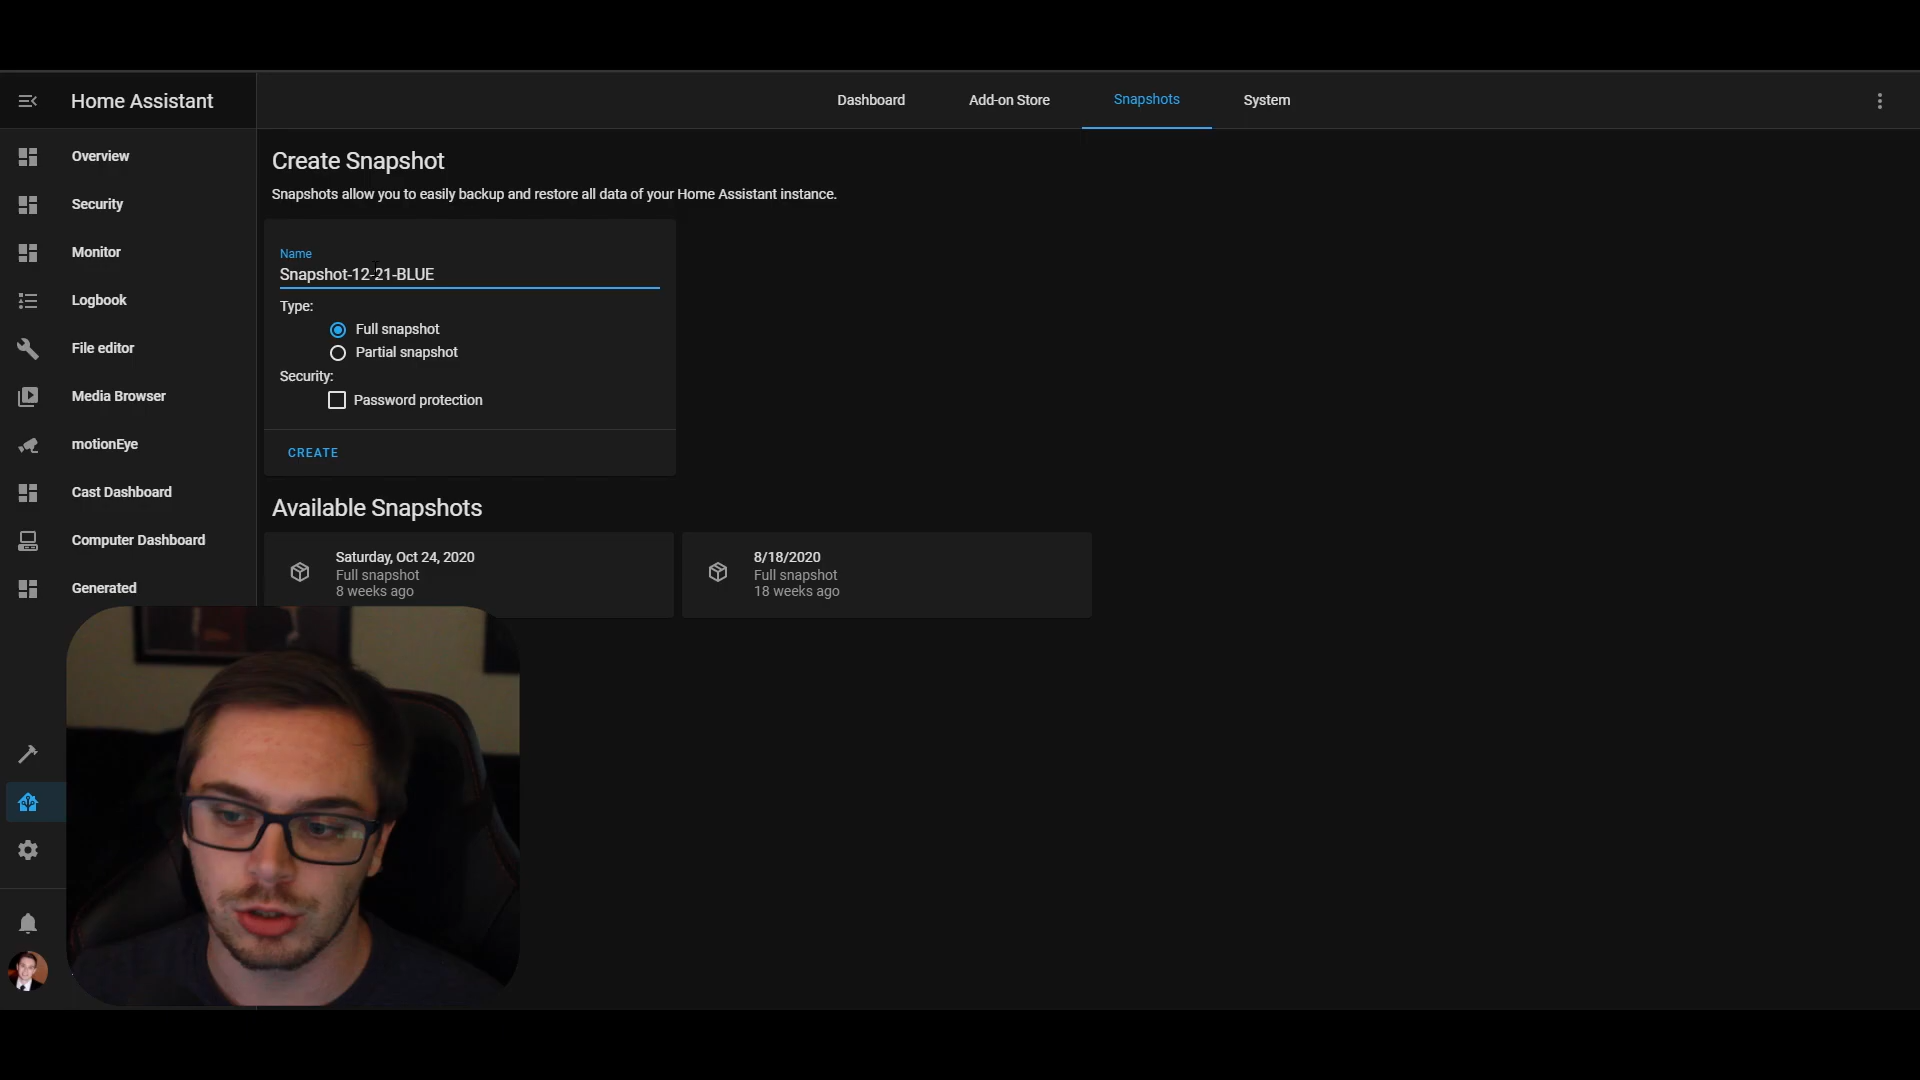 Home Assistant
Dashboard
Add-on Store
Snapshots
System
Overview
Security
Monitor
Logbook
File editor
Media Browser
motionEye
Cast Dashboard
Computer Dashboard
Generated
Create Snapshot
Snapshots allow you to easily backup and restore all data of your Home Assistant instance.
Name
Snapshot-12-21-BLUE
Type:
Full snapshot
Partial snapshot
Security:
Password protection
CREATE
Available Snapshots
Saturday, Oct 24, 2020
Full snapshot
8 weeks ago
8/18/2020
Full snapshot
18 weeks ago